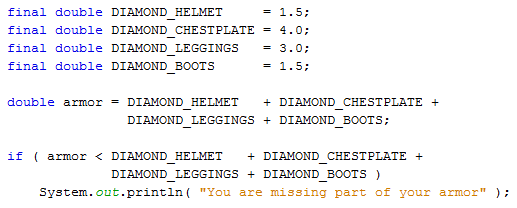 final double DIAMOND_HELMET     = 1.5;
final double DIAMOND_CHESTPLATE = 4.0;
final double DIAMOND_LEGGINGS   = 3.0;
final double DIAMOND_BOOTS      = 1.5;
double armor = DIAMOND_HELMET   + DIAMOND_CHESTPLATE +
               DIAMOND_LEGGINGS + DIAMOND_BOOTS;
if ( armor < DIAMOND_HELMET   + DIAMOND_CHESTPLATE +
             DIAMOND_LEGGINGS + DIAMOND_BOOTS )
    System.out.println( "You are missing part of your armor" );